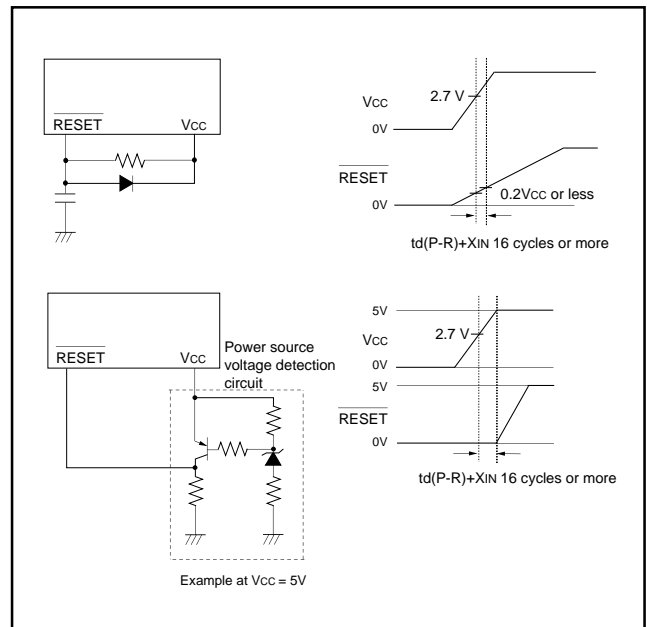 RESET VCC
VCC
2.7 V
0V
RESET
0.2VCC or less
0V
td(P-R)+XIN 16 cycles or more
RESET VCC
Power source
voltage detection
circuit
Example at VCC = 5V
5V
VCC
2.7 V
0V
5V
RESET
0V
td(P-R)+XIN 16 cycles or more